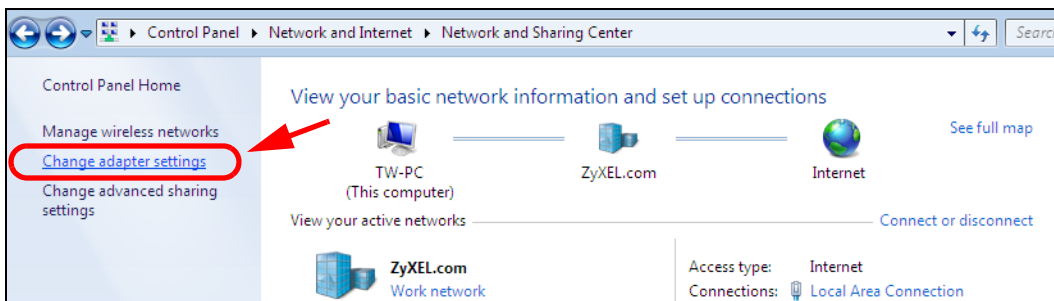 Control Panel Network and Internet Network and Sharing Center
Control Panel Home
Manage wireless networks
Change adapter settings
Change advanced sharing
settings
View your basic network information and set up connections
See full map
TW-PC
(This computer)
ZyXEL.com
Internet
View your active networks
Connect or disconnect
ZyXEL.com
Work network
Access type: Internet
Connections: Local Area Connection